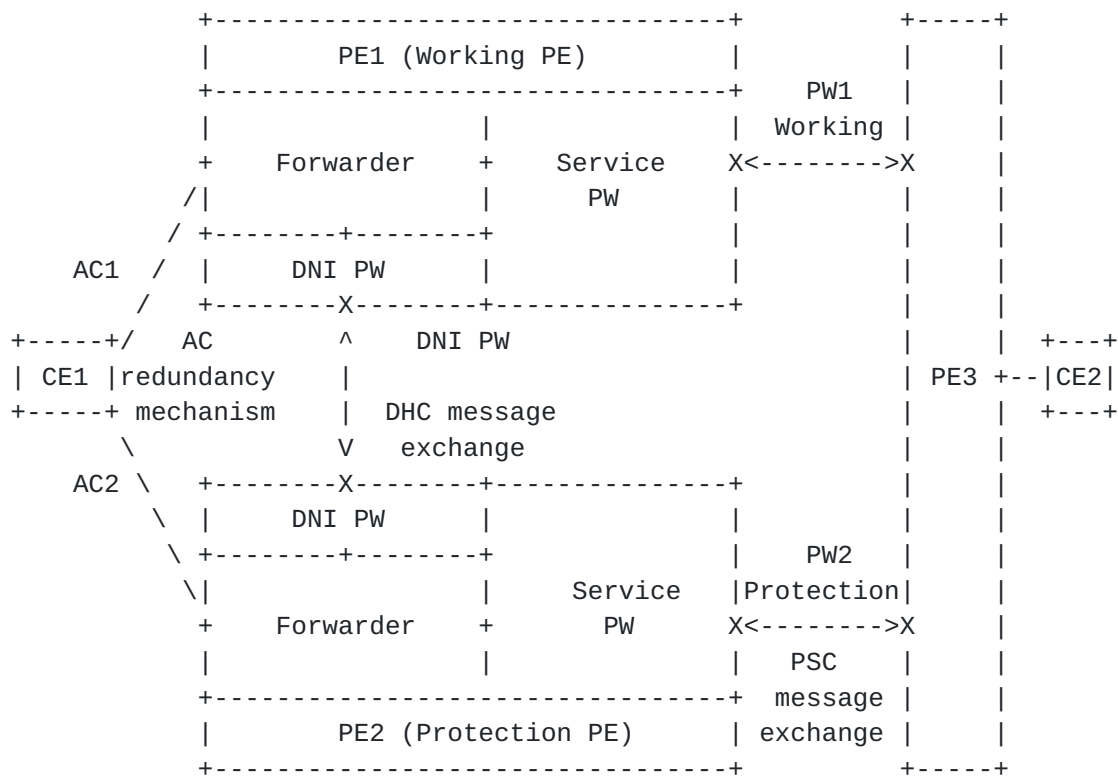 PE1 (Working PE)
PW1
Working
Forwarder Service X<-------->X
PW
AC1 DNI PW
X
AC ^ DNI PW
CE1 redundancy PE3 CE2
mechanism DHC message
V exchange
AC2 X
DNI PW
PW2
Service Protection
Forwarder PW X<-------->X
PSC
message
PE2 (Protection PE) exchange